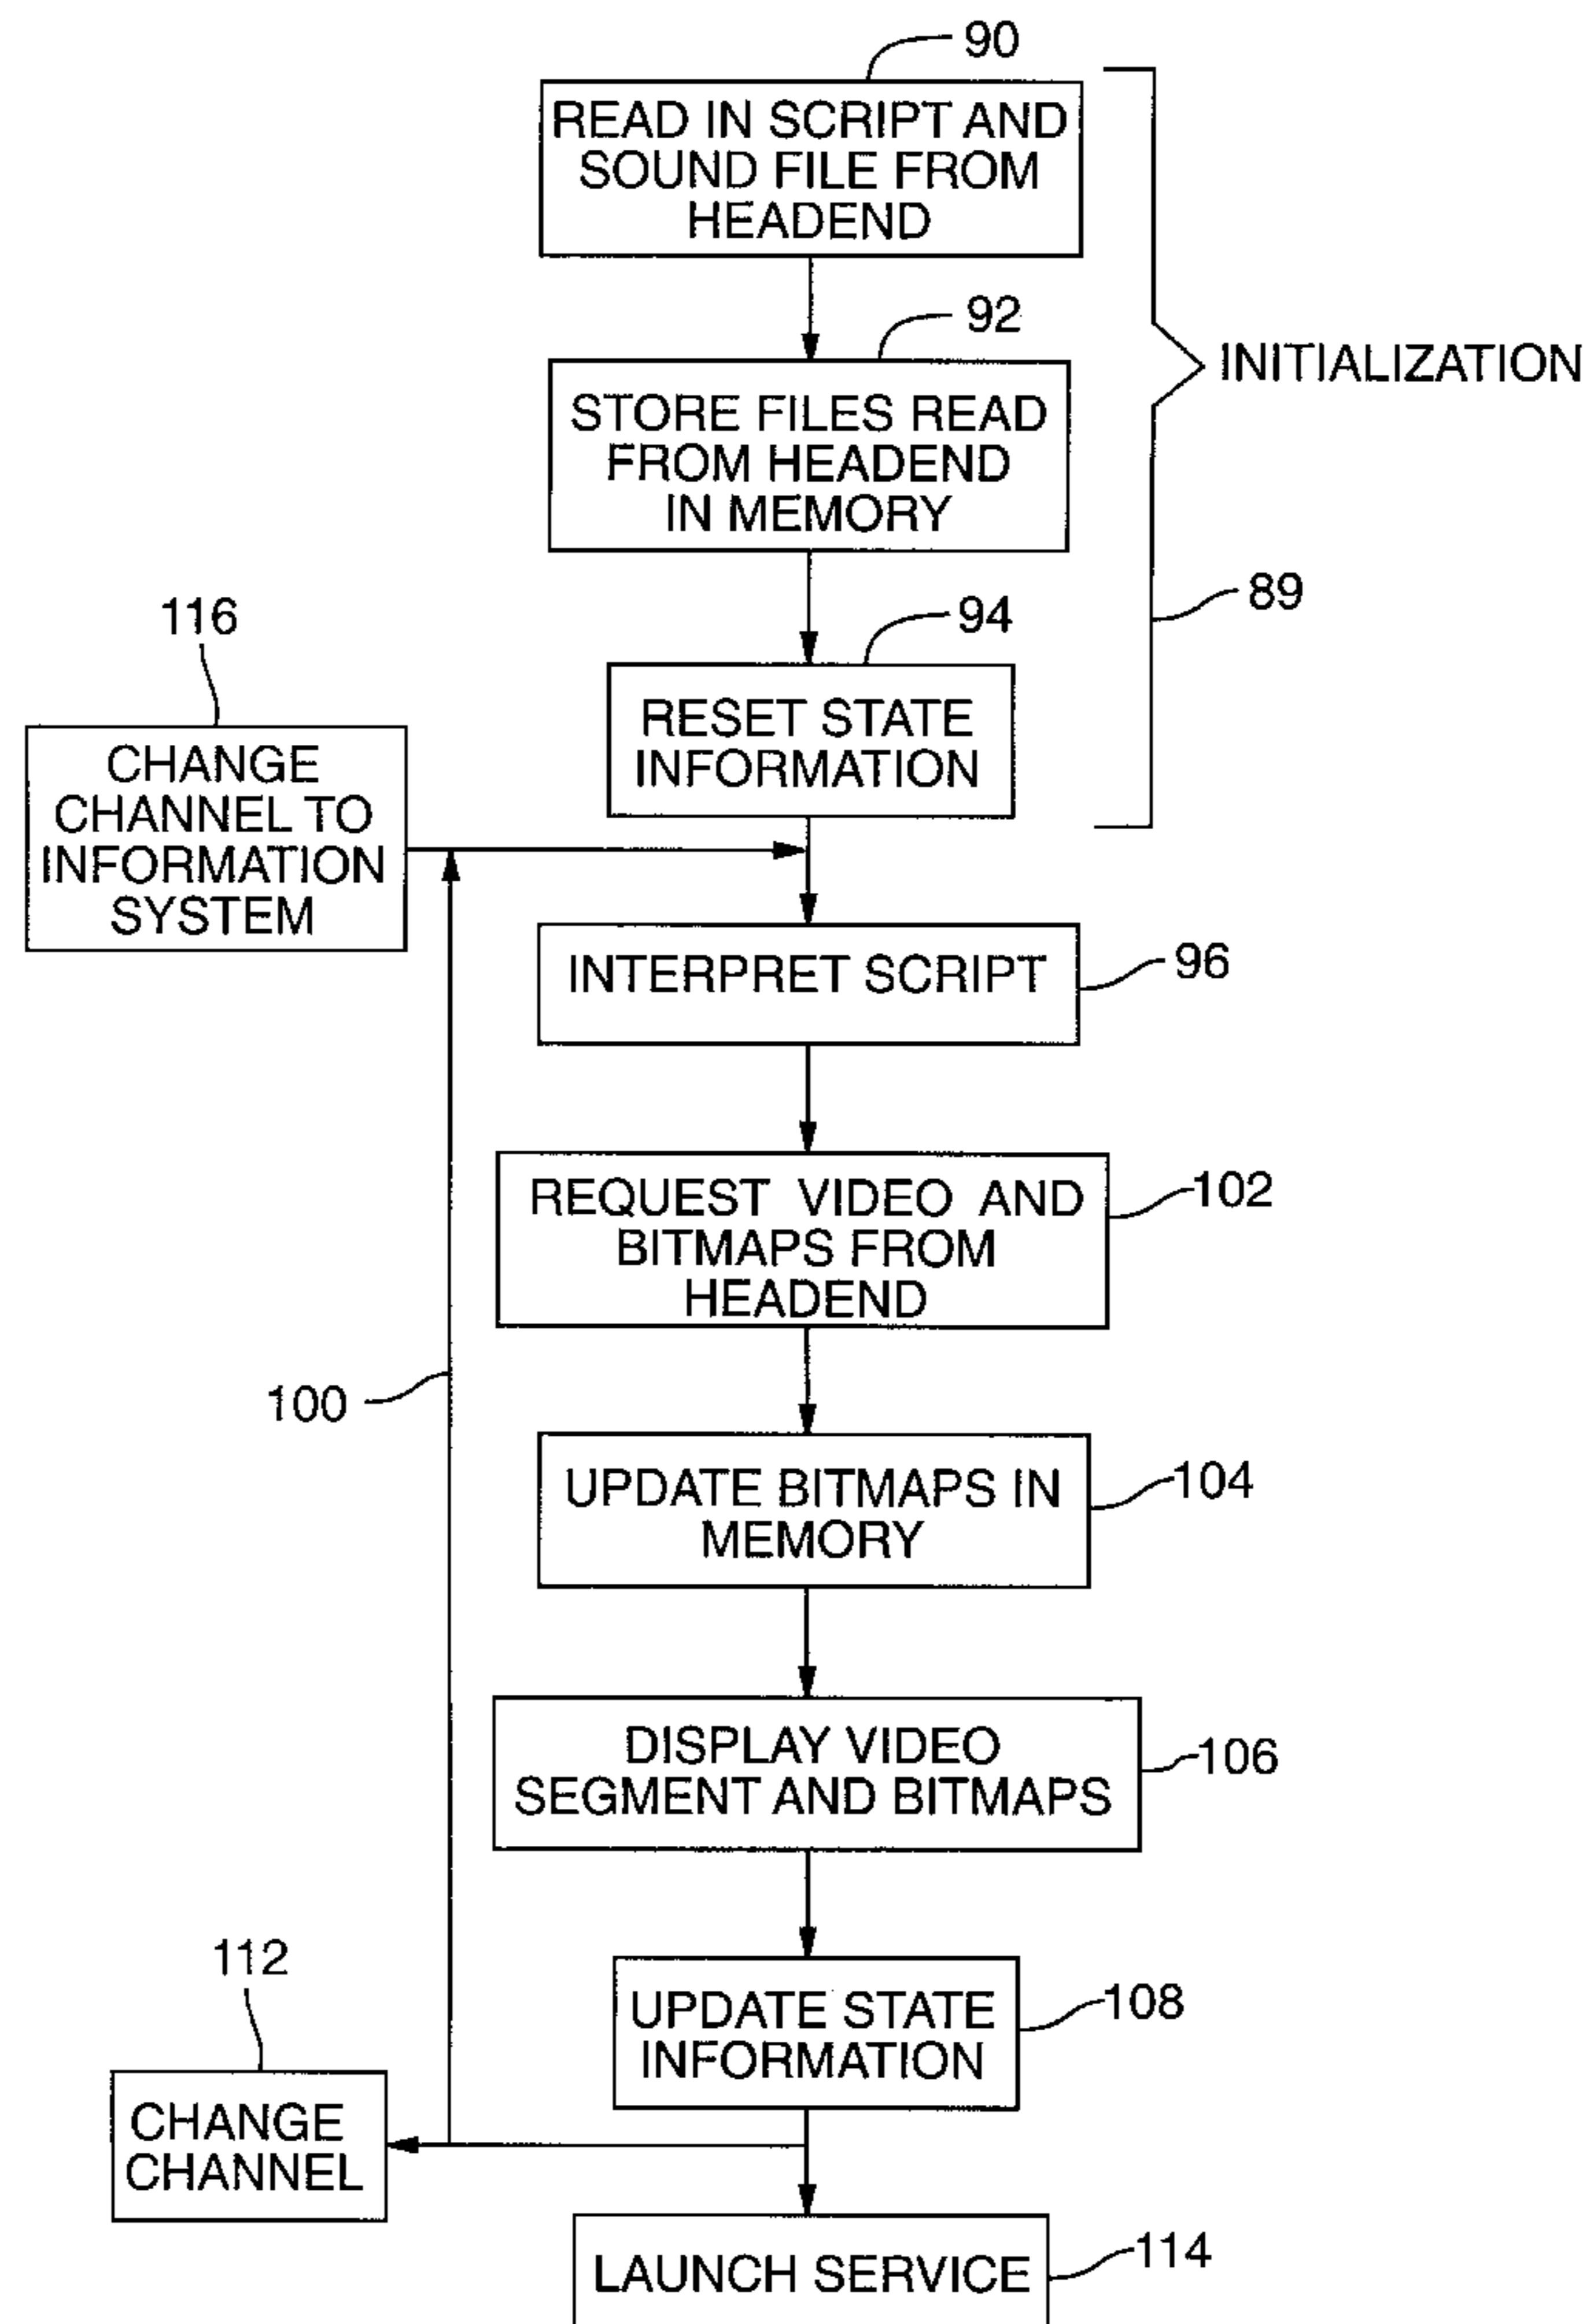 90
READ IN SCRIPT AND
SOUND FILE FROM
HEADEND
92
INITIALIZATION
STORE FILES READ
FROM HEADEND
IN MEMORY
89
116
94
RESET STATE
INFORMATION
CHANGE
CHANNEL TO
INFORMATION
SYSTEM
INTERPRET SCRIPT
96
REQUEST VIDEO AND
BITMAPS FROM
HEADEND
102
100
UPDATE BITMAPS IN
MEMORY
104
DISPLAY VIDEO
SEGMENT AND BITMAPS
106
112
UPDATE STATE
INFORMATION
108
CHANGE
CHANNEL
LAUNCH SERVICE
114